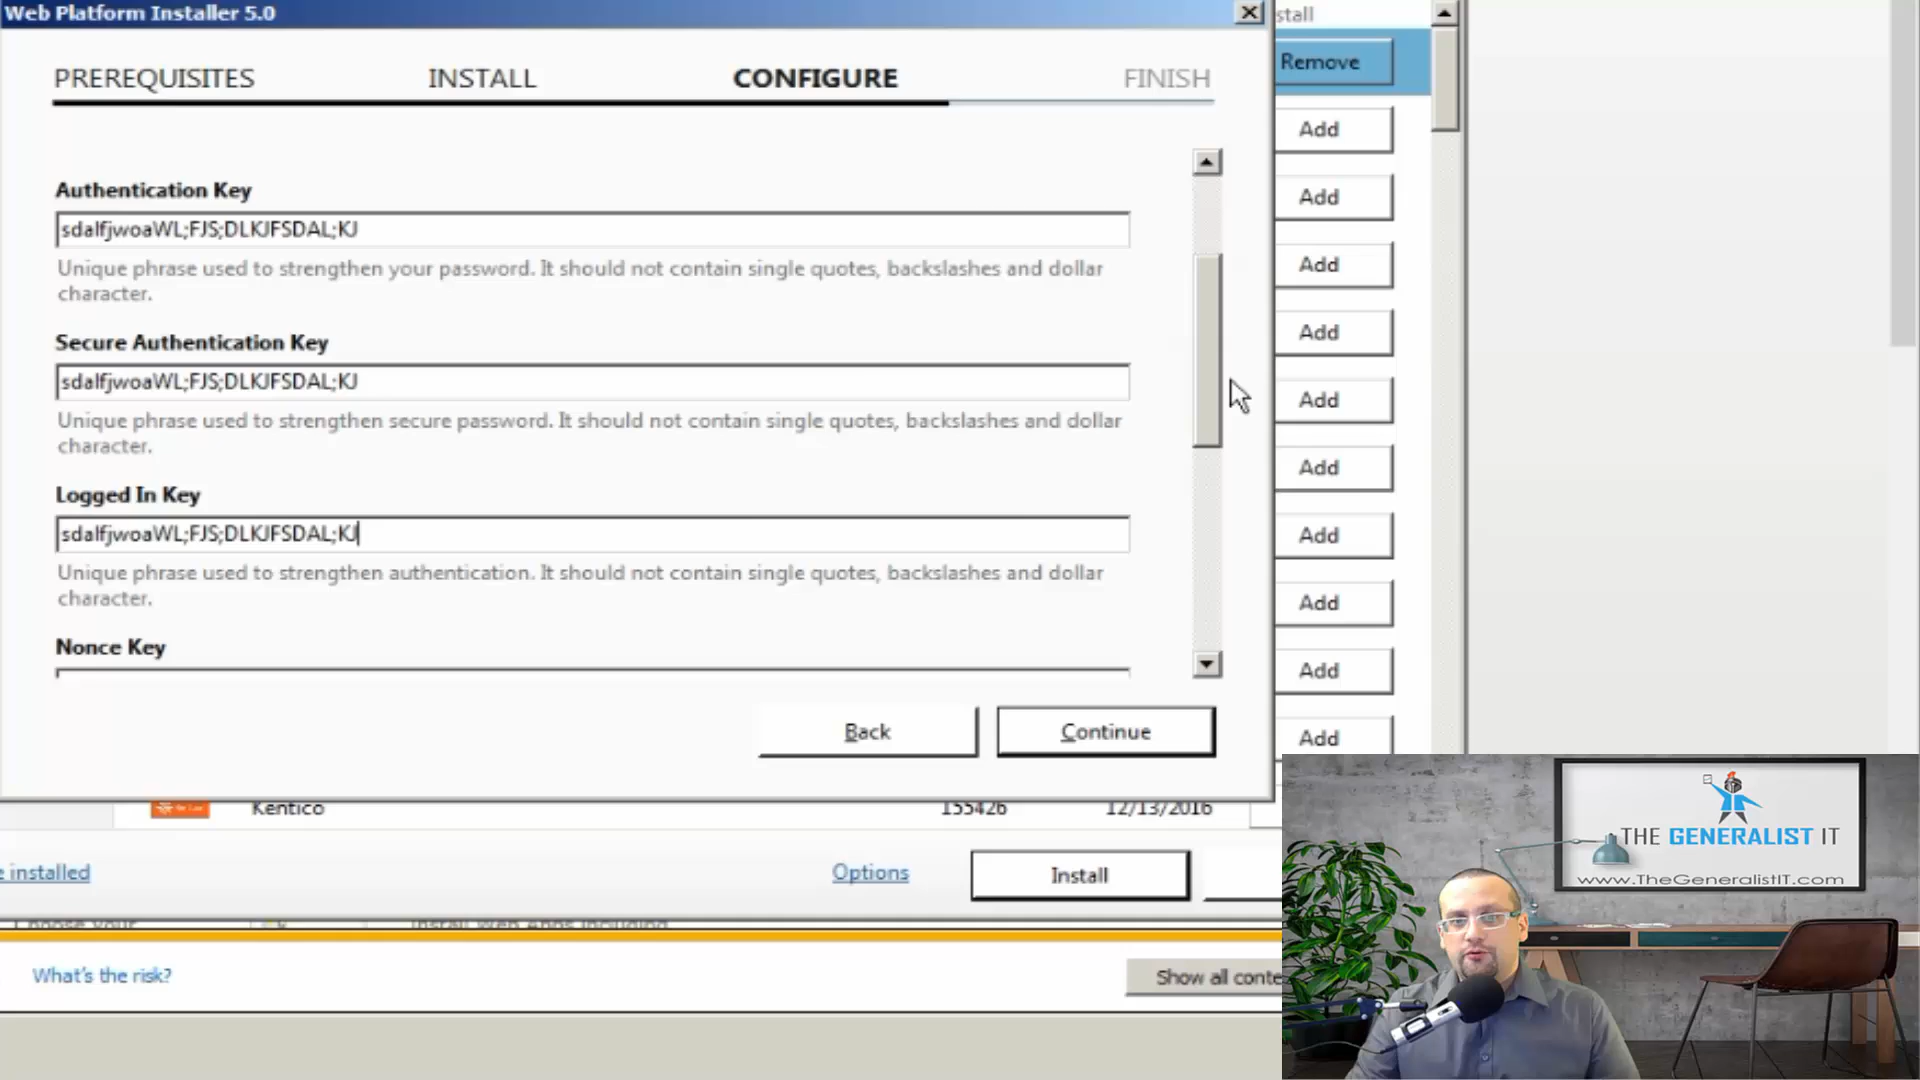 Web Platform Installer 5.0
stall
PREREQUISITES INSTALL CONFIGURE FINISH
Remove
Add
Authentication Key
sdalfjwoaWL;FJS;DLKJFSDAL;KJ
Add
Unique phrase used to strengthen your password. It should not contain single quotes, backslashes and dollar
character.
Add
Secure Authentication Key
Add
sdalfjwoaWL;FJS;DLKJFSDAL;KJ
Add
Unique phrase used to strengthen secure password. It should not contain single quotes, backslashes and dollar
character.
Add
Logged In Key
sdalfjwoaWL;FJS;DLKJFSDAL;KJ
Add
Unique phrase used to strengthen authentication. It should not contain single quotes, backslashes and dollar
character.
Add
Nonce Key
Add
Back Continue
Add
Kentico 155426 12/13/2016
e installed Options Install
Choose Your Install Web Apps Including
What's the risk? Show all conte
THE GENERALIST IT
www.TheGeneralistIT.com